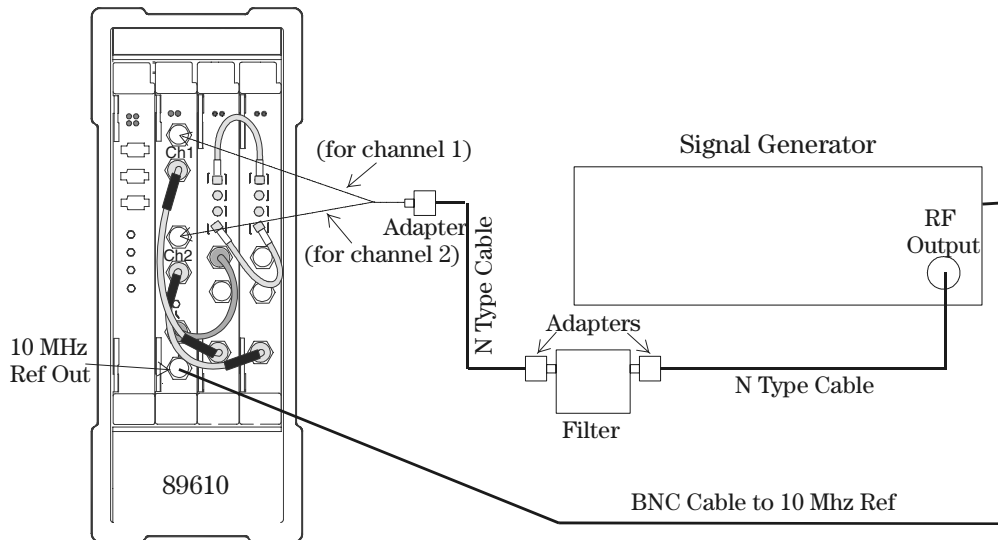 Ch1
Ch2
10 MHz
Ref Out
89610
(for channel 1)
(for channel 2)
Adapter
N Type Cable
Signal Generator
RF
Output
Adapters
Filter
N Type Cable
BNC Cable to 10 Mhz Ref